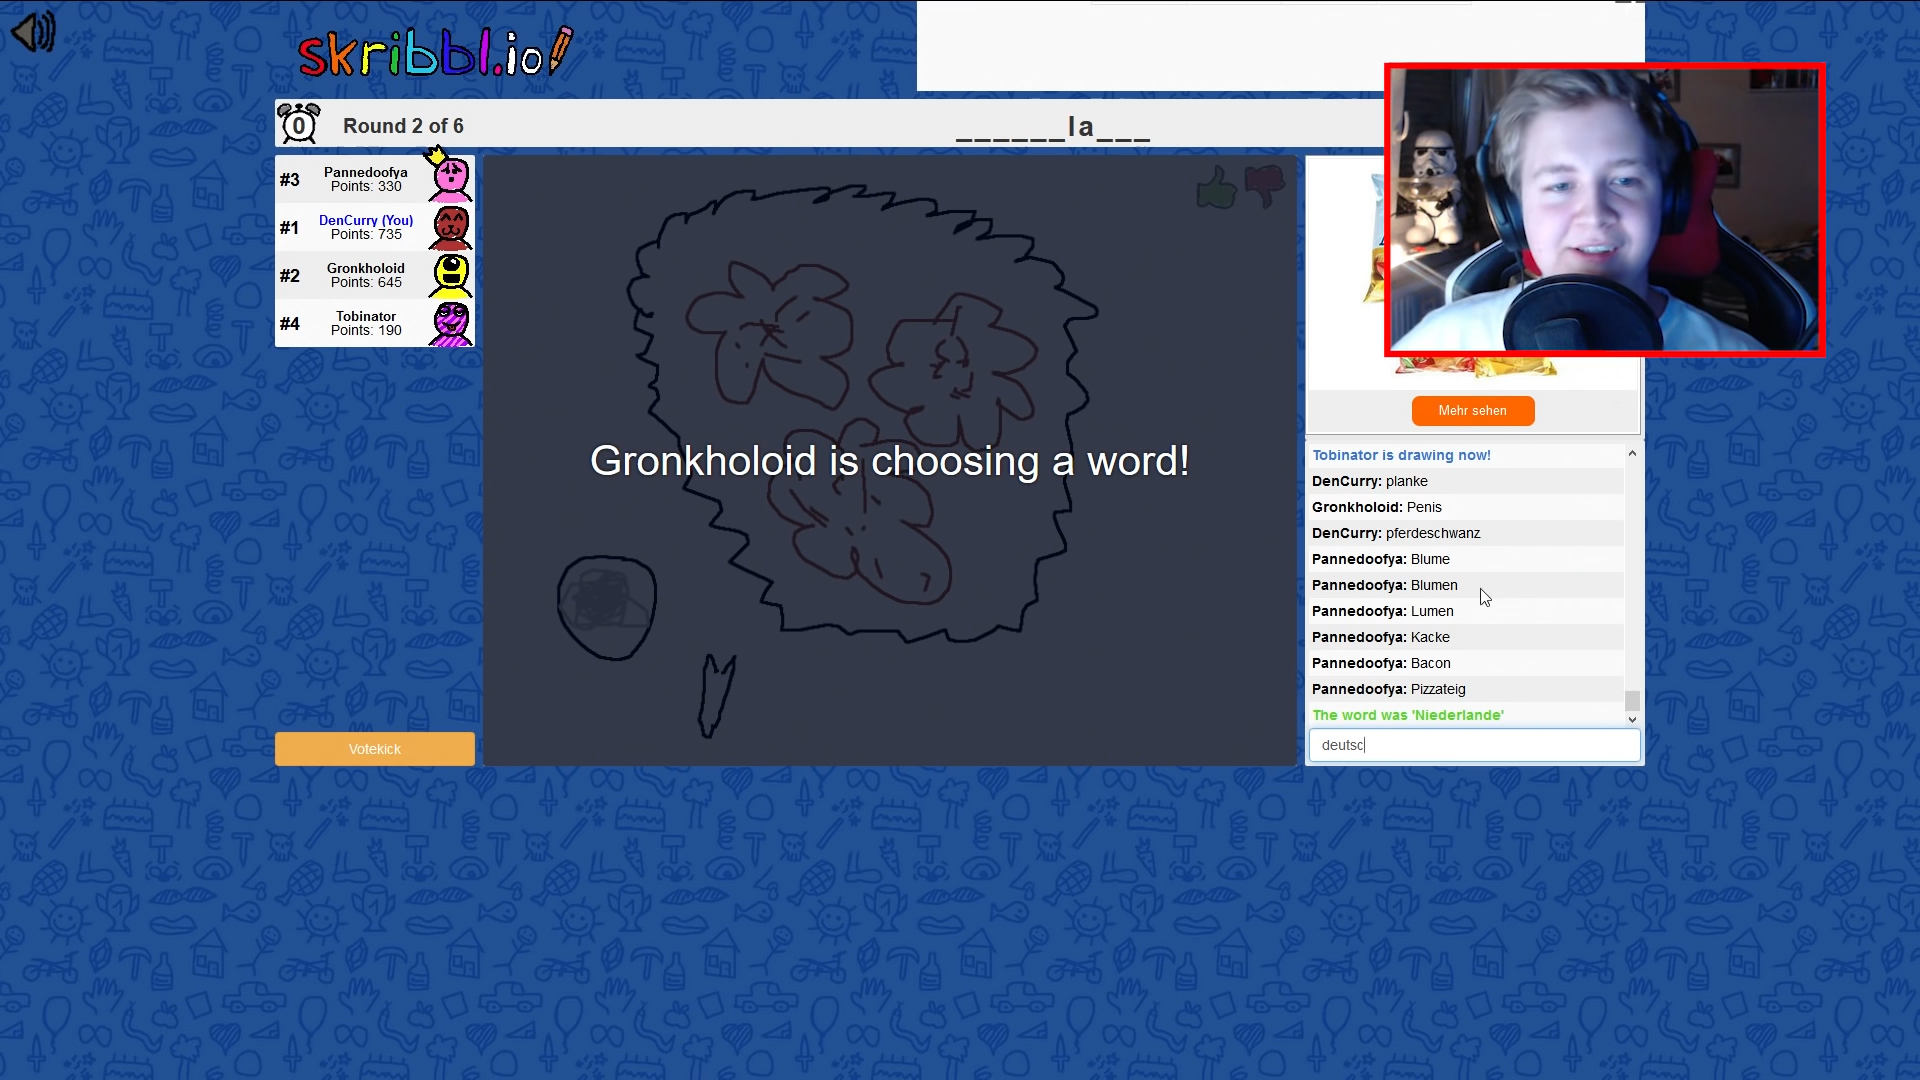 skribbl.io
0
Round 2 of 6
______la___
#3
Pannedoofya
Points: 330
#1
DenCurry (You)
Points: 735
#2
Gronkholoid
Points: 645
#4
Tobinator
Points: 190
Votekick
Gronkholoid is choosing a word!
Mehr sehen
Tobinator is drawing now!
DenCurry: planke
Gronkholoid: Penis
DenCurry: pferdeschwanz
Pannedoofya: Blume
Pannedoofya: Blumen
Pannedoofya: Lumen
Pannedoofya: Kacke
Pannedoofya: Bacon
Pannedoofya: Pizzateig
The word was 'Niederlande'
deutsc